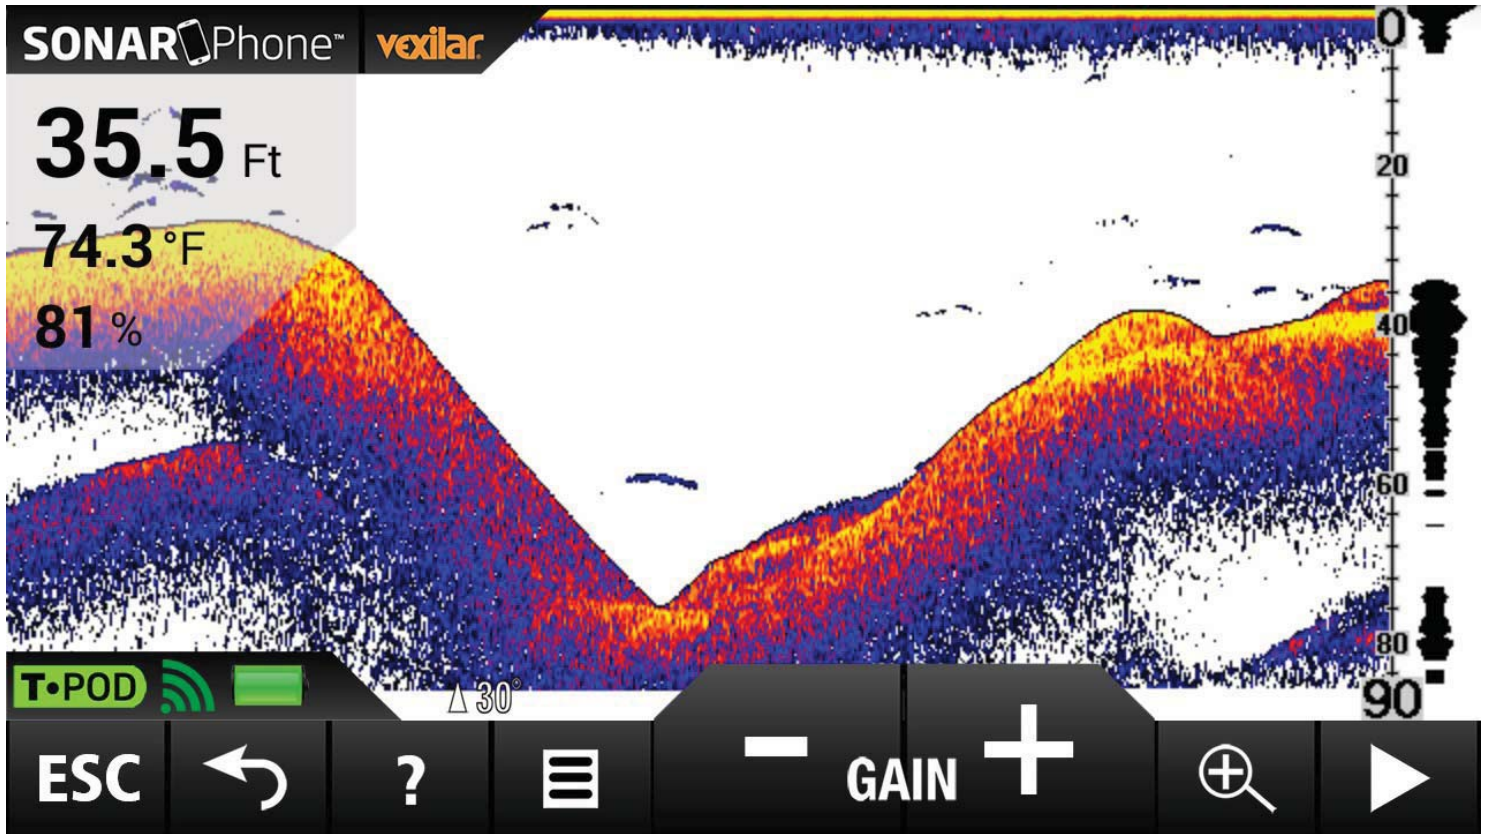 SONAR Phone™ vexilar.
0
35.5 Ft
20
74.3 °F
81 %
40
60
80
T•POD
30°
90
ESC
?
- GAIN +